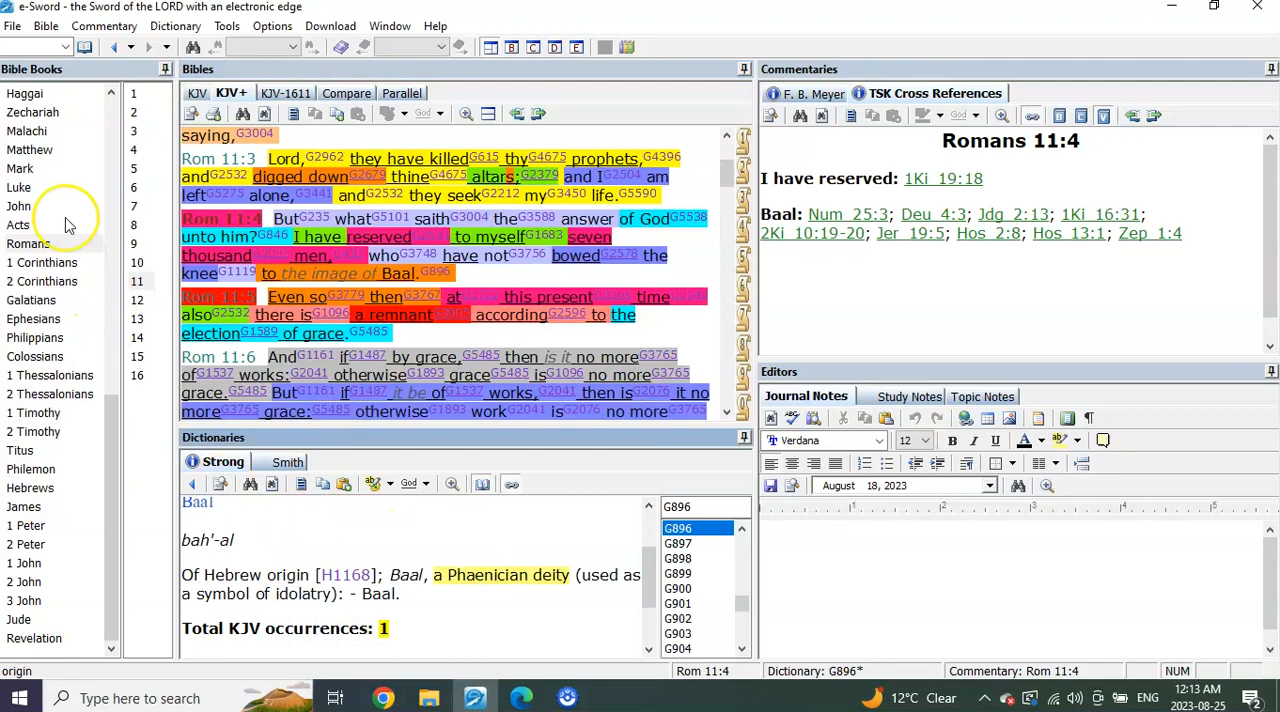 e-Sword - the Sword of the LORD with an electronic edge
File Bible Commentary Dictionary Tools Options Download Window Help
B C D E
Bible Books
Haggai
Zechariah
Malachi
Matthew
Mark
Luke
John
Acts
Romans
1 Corinthians
2 Corinthians
Galatians
Ephesians
Philippians
Colossians
1 Thessalonians
2 Thessalonians
1 Timothy
2 Timothy
Titus
Philemon
Hebrews
James
1 Peter
2 Peter
1 John
2 John
3 John
Jude
Revelation
1
2
3
4
5
6
7
8
9
10
11
12
13
14
15
16
Bibles
KJV KJV+ KJV-1611 Compare Parallel
God
saying,G3004
Rom 11:3 Lord,G2962 they have killedG615 thyG4675 prophets,G4396
andG2532 digged downG2679 thineG4675 altars;G2379 and IG2504 am
leftG5275 alone,G3441 andG2532 they seekG2212 myG3450 life.G5590
Rom 11:4 ButG235 whatG5101 saithG3004 theG3588 answer of GodG5538
unto him?G846 I have reserved to myselfG1683 seven
thousand men, whoG3748 have notG3756 bowedG2578 the
kneeG1119 to the image of Baal.G896
Rom 11:5 Even soG3779 thenG3767 at this present time
alsoG2532 there isG1096 a remnantG3005 accordingG2596 to the
electionG1589 of grace.G5485
Rom 11:6 AndG1161 ifG1487 by grace,G5485 then is it no moreG3765
ofG1537 works:G2041 otherwiseG1893 grace isG1096 no more
grace.G5485 ButG1161 ifG1487 it be ofG1537 works,G2041 then isG2076 it no
moreG3765 grace:G5485 otherwiseG1893 workG2041 isG2076 no moreG3765
Dictionaries
Strong Smith
God
Baal
bah'-al
Of Hebrew origin [H1168]; Baal, a Phaenician deity (used as
a symbol of idolatry): - Baal.
Total KJV occurrences: 1
G896
G896
G897
G898
G899
G900
G901
G902
G903
G904
Commentaries
F. B. Meyer TSK Cross References
God B C V
Romans 11:4
I have reserved: 1Ki 19:18
Baal: Num 25:3; Deu 4:3; Jdg 2:13; 1Ki 16:31;
2Ki 10:19-20; Jer 19:5; Hos 2:8; Hos 13:1; Zep 1:4
Editors
Journal Notes Study Notes Topic Notes
Verdana 12 B I U A
August 18, 2023
1 2 3 4 5
origin Rom 11:4 Dictionary: G896* Commentary: Rom 11:4 NUM
Type here to search
12°C Clear ENG
12:13 AM
2023-08-25
2